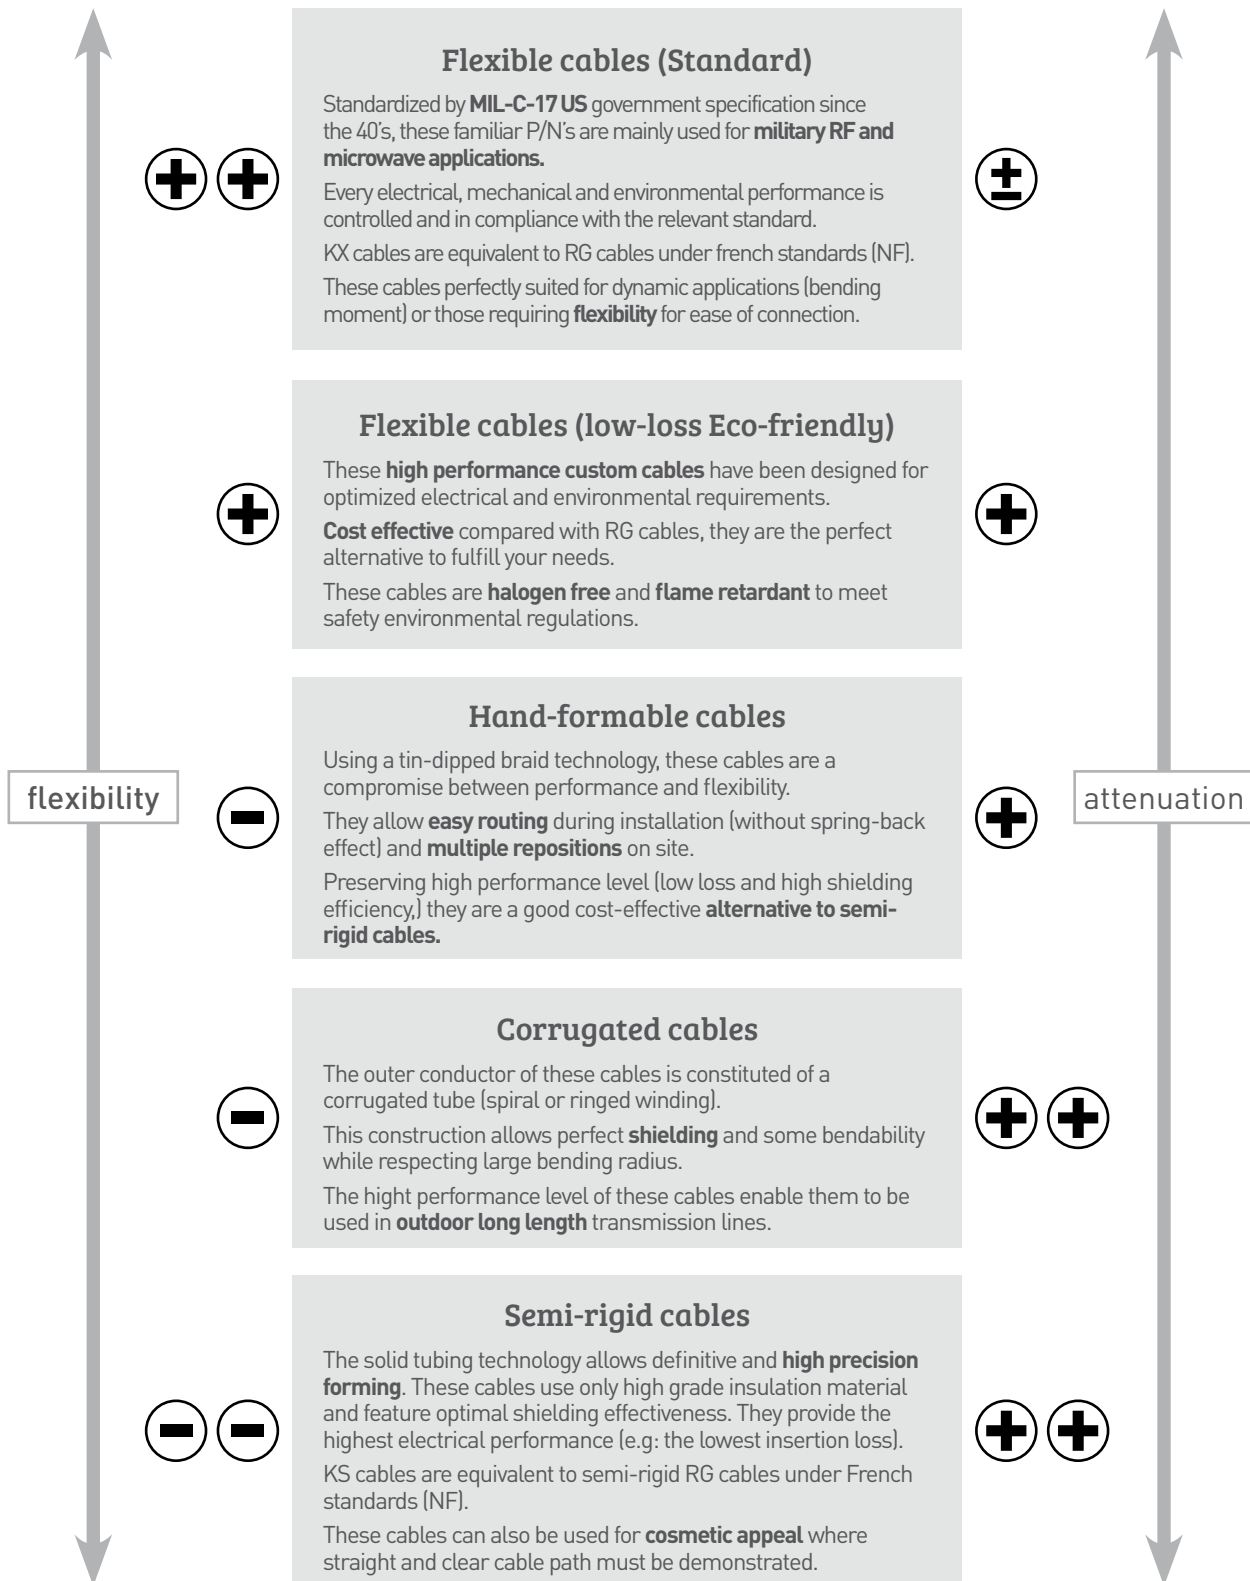 Flexible cables (Standard)
Standardized by MIL-C-17 US government specification since
the 40's, these familiar P/N's are mainly used for military RF and
microwave applications.
Every electrical, mechanical and environmental performance is
controlled and in compliance with the relevant standard.
KX cables are equivalent to RG cables under french standards (NF).
These cables perfectly suited for dynamic applications (bending
moment) or those requiring flexibility for ease of connection.
Flexible cables (low-loss Eco-friendly)
These high performance custom cables have been designed for
optimized electrical and environmental requirements.
Cost effective compared with RG cables, they are the perfect
alternative to fulfill your needs.
These cables are halogen free and flame retardant to meet
safety environmental regulations.
flexibility
Hand-formable cables
Using a tin-dipped braid technology, these cables are a
compromise between performance and flexibility.
They allow easy routing during installation (without spring-back
effect) and multiple repositions on site.
Preserving high performance level (low loss and high shielding
efficiency,) they are a good cost-effective alternative to semi-
rigid cables.
attenuation
Corrugated cables
The outer conductor of these cables is constituted of a
corrugated tube (spiral or ringed winding).
This construction allows perfect shielding and some bendability
while respecting large bending radius.
The hight performance level of these cables enable them to be
used in outdoor long length transmission lines.
Semi-rigid cables
The solid tubing technology allows definitive and high precision
forming. These cables use only high grade insulation material
and feature optimal shielding effectiveness. They provide the
highest electrical performance (e.g: the lowest insertion loss).
KS cables are equivalent to semi-rigid RG cables under French
standards (NF).
These cables can also be used for cosmetic appeal where
straight and clear cable path must be demonstrated.